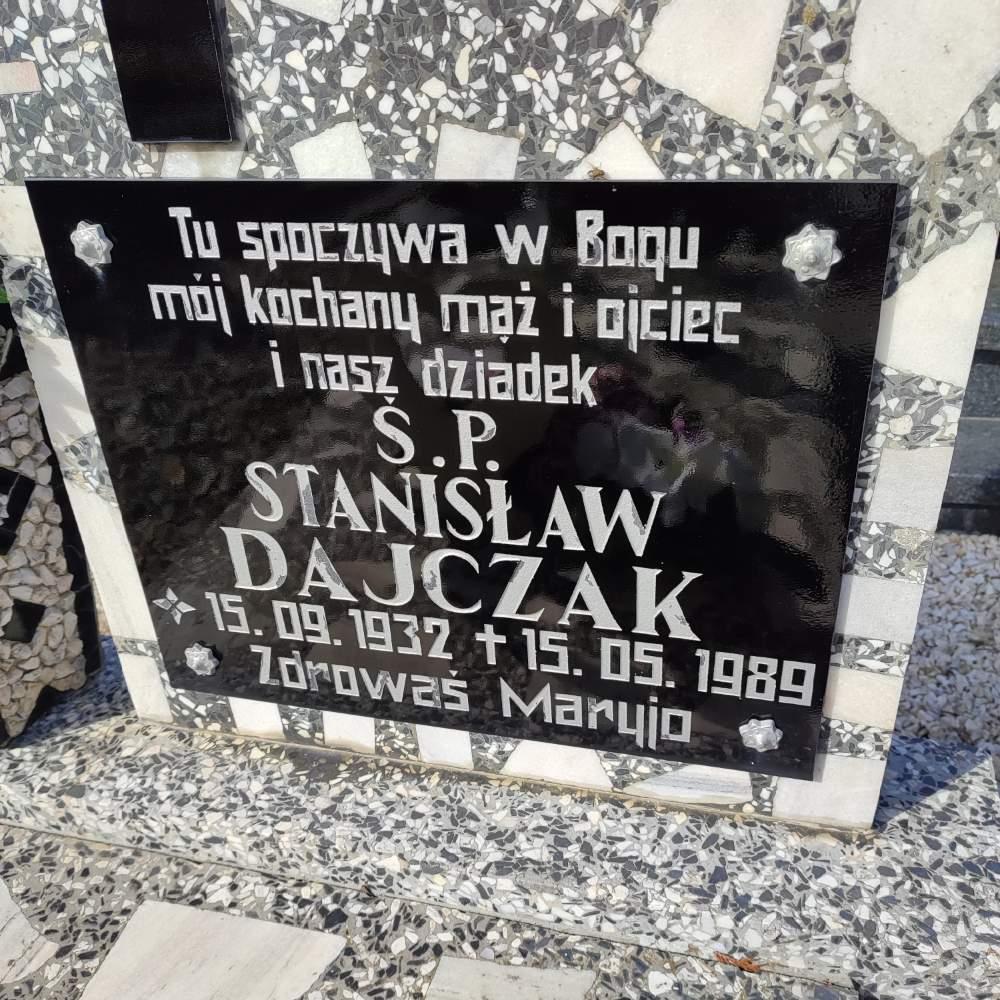 Tu spoczywa w Bogu
mój kochany mąż i ojciec
i nasz dziadek
Ś.P.
STANISŁAW
DAJCZAK
15.09.1932 ✝ 15.05.1989
Zdrowaś Maryjo